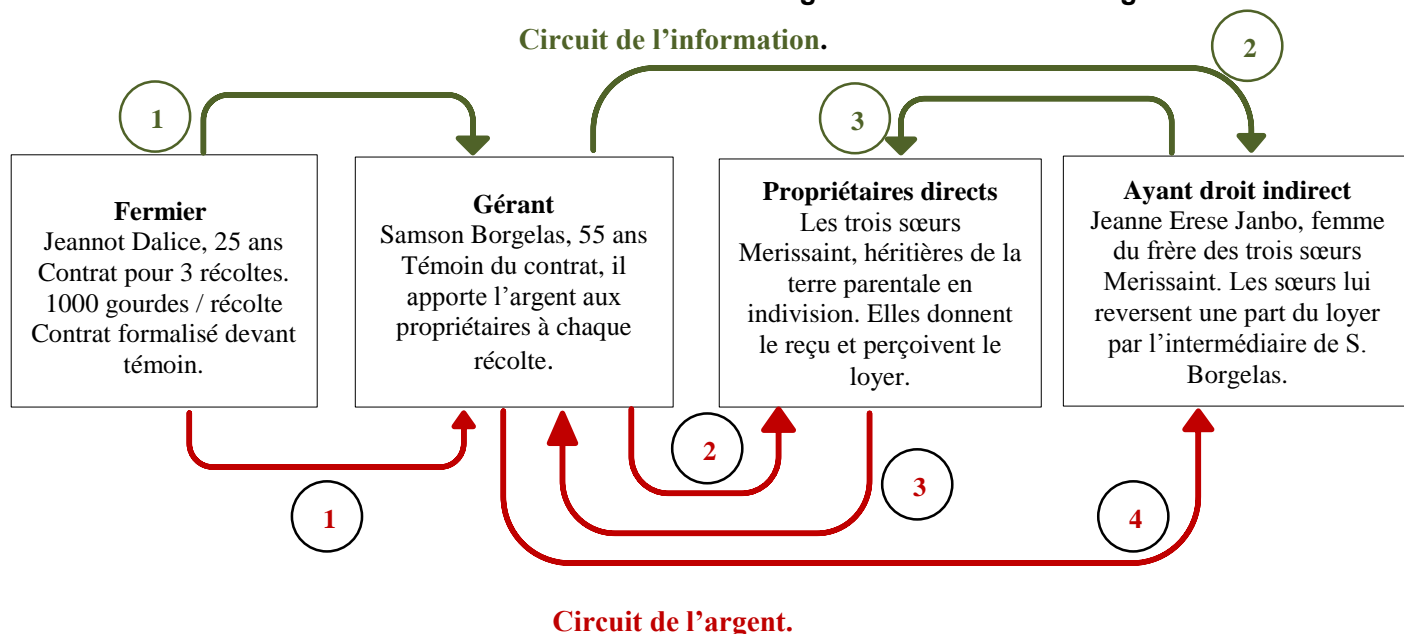 Circuit de l’information.
1
2
3
Fermier
Jeannot Dalice, 25 ans
Contrat pour 3 récoltes.
1000 gourdes / récolte
Contrat formalisé devant
témoin.
Gérant
Samson Borgelas, 55 ans
Témoin du contrat, il
apporte l’argent aux
propriétaires à chaque
récolte.
Propriétaires directs
Les trois sœurs
Merissaint, héritières de la
terre parentale en
indivision. Elles donnent
le reçu et perçoivent le
loyer.
Ayant droit indirect
Jeanne Erese Janbo, femme
du frère des trois sœurs
Merissaint. Les sœurs lui
reversent une part du loyer
par l’intermédiaire de S.
Borgelas.
1
2
3
4
Circuit de l’argent.